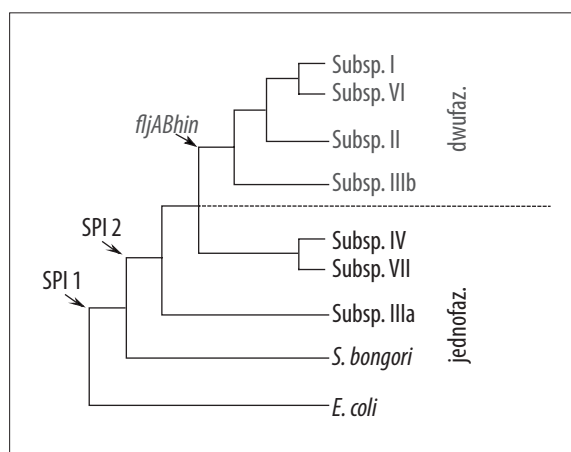 Subsp. I
Subsp. VI
fljABhin
Subsp. II
dwufaz.
Subsp. IIIb
SPI 2
Subsp. IV
Subsp. VII
SPI 1
Subsp. IIIa
jednofaz.
S. bongori
E. coli